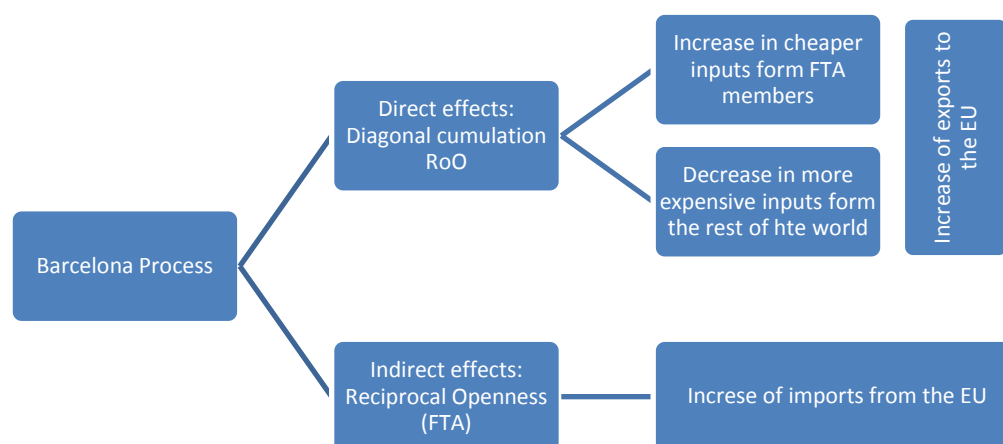 Barcelona Process
Direct effects:
Diagonal cumulation
RoO
Increase in cheaper
inputs form FTA
members
Decrease in more
expensive inputs form
the rest of hte world
Increase of exports to
the EU
Indirect effects:
Reciprocal Openness
(FTA)
Increse of imports from the EU